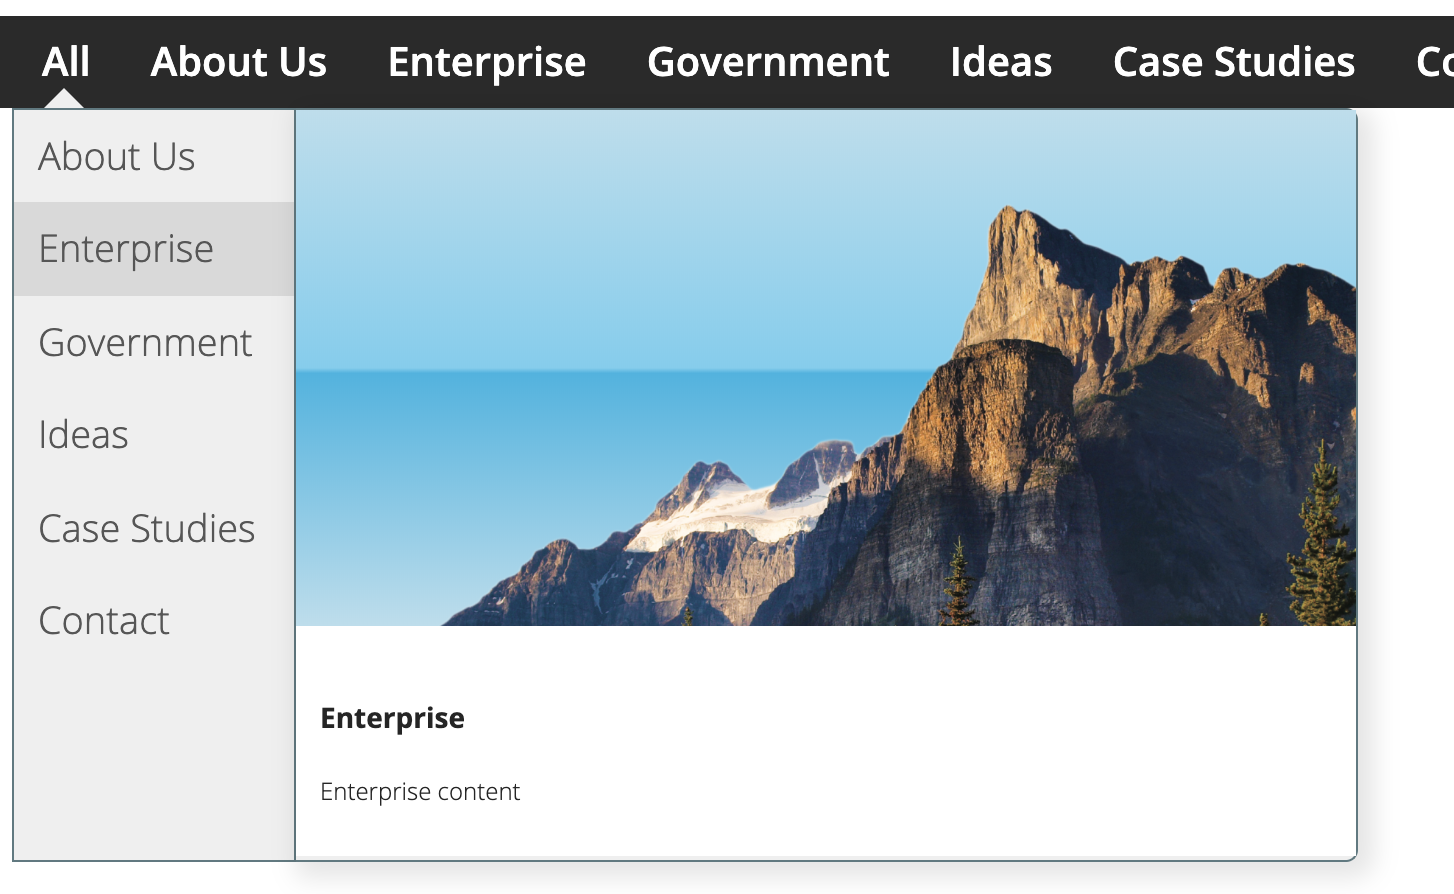 All About Us Enterprise Government Ideas Case Studies
About Us
Enterprise
Government
Ideas
Case Studies
Contact
Enterprise
Enterprise content